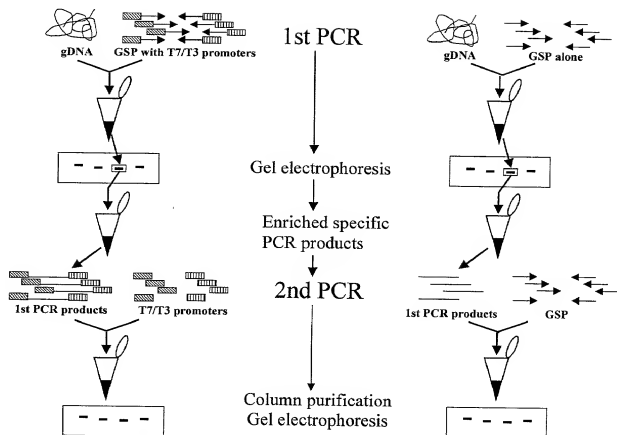 1st PCR
gDNA
GSP with T7/T3 promoters
gDNA
GSP alone
Gel electrophoresis
Enriched specific
PCR products
2nd PCR
1st PCR products
T7/T3 promoters
1st PCR products
GSP
Column purification
Gel electrophoresis